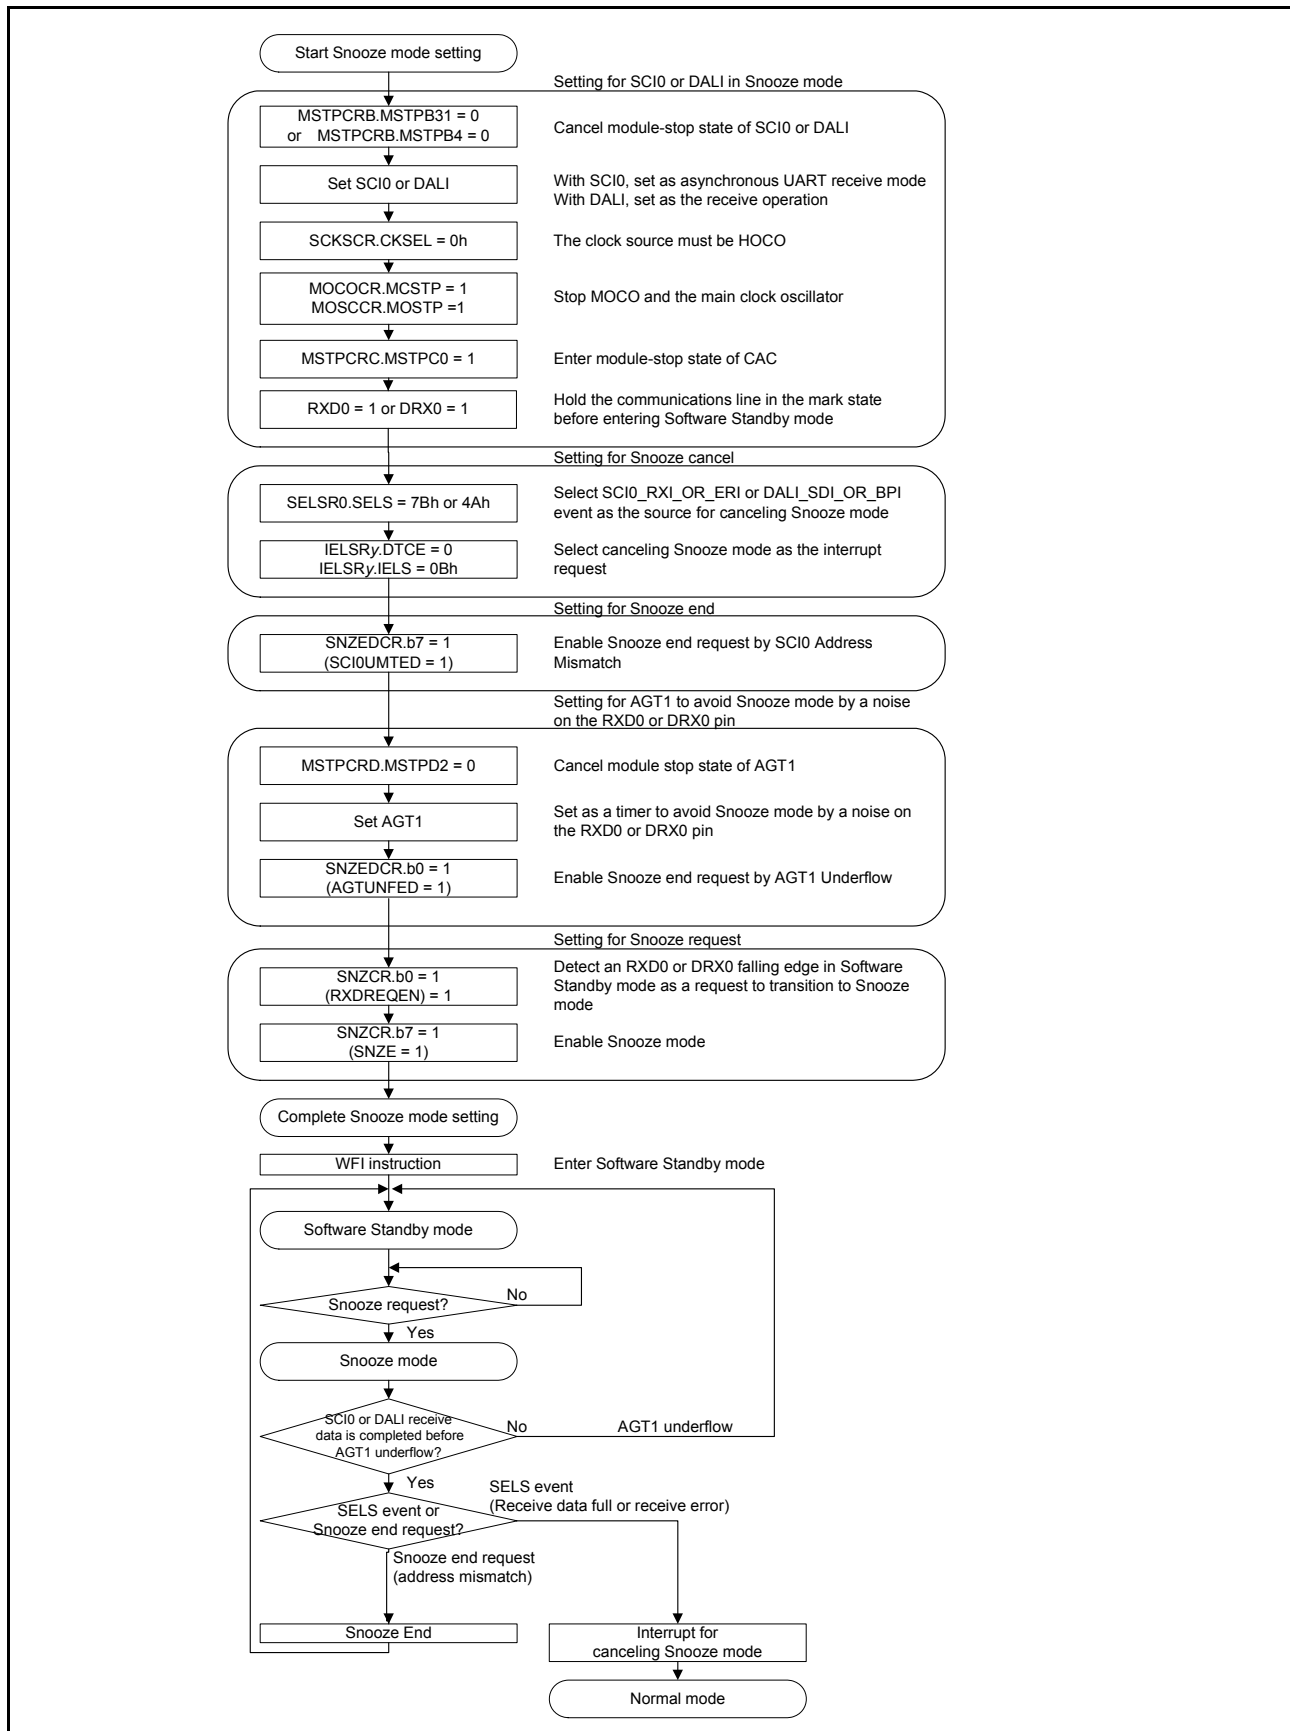 Start Snooze mode setting
Setting for SCI0 or DALI in Snooze mode
MSTPCRB.MSTPB31 = 0
or MSTPCRB.MSTPB4 = 0
Cancel module-stop state of SCI0 or DALI
Set SCI0 or DALI
With SCI0, set as asynchronous UART receive mode
With DALI, set as the receive operation
SCKSCR.CKSEL = 0h
The clock source must be HOCO
MOCOCR.MCSTP = 1
MOSCCR.MOSTP =1
Stop MOCO and the main clock oscillator
MSTPCRC.MSTPC0 = 1
Enter module-stop state of CAC
RXD0 = 1 or DRX0 = 1
Hold the communications line in the mark state
before entering Software Standby mode
Setting for Snooze cancel
SELSR0.SELS = 7Bh or 4Ah
Select SCI0_RXI_OR_ERI or DALI_SDI_OR_BPI
event as the source for canceling Snooze mode
IELSRy.DTCE = 0
IELSRy.IELS = 0Bh
Select canceling Snooze mode as the interrupt
request
Setting for Snooze end
SNZEDCR.b7 = 1
(SCI0UMTED = 1)
Enable Snooze end request by SCI0 Address
Mismatch
Setting for AGT1 to avoid Snooze mode by a noise
on the RXD0 or DRX0 pin
MSTPCRD.MSTPD2 = 0
Cancel module stop state of AGT1
Set AGT1
Set as a timer to avoid Snooze mode by a noise on
the RXD0 or DRX0 pin
SNZEDCR.b0 = 1
(AGTUNFED = 1)
Enable Snooze end request by AGT1 Underflow
Setting for Snooze request
SNZCR.b0 = 1
(RXDREQEN) = 1
Detect an RXD0 or DRX0 falling edge in Software
Standby mode as a request to transition to Snooze
mode
SNZCR.b7 = 1
(SNZE = 1)
Enable Snooze mode
Complete Snooze mode setting
WFI instruction
Enter Software Standby mode
Software Standby mode
Snooze request?
No
Yes
Snooze mode
SCI0 or DALI receive
data is completed before
AGT1 underflow?
No
AGT1 underflow
Yes
SELS event
(Receive data full or receive error)
SELS event or
Snooze end request?
Snooze end request
(address mismatch)
Snooze End
Interrupt for
canceling Snooze mode
Normal mode